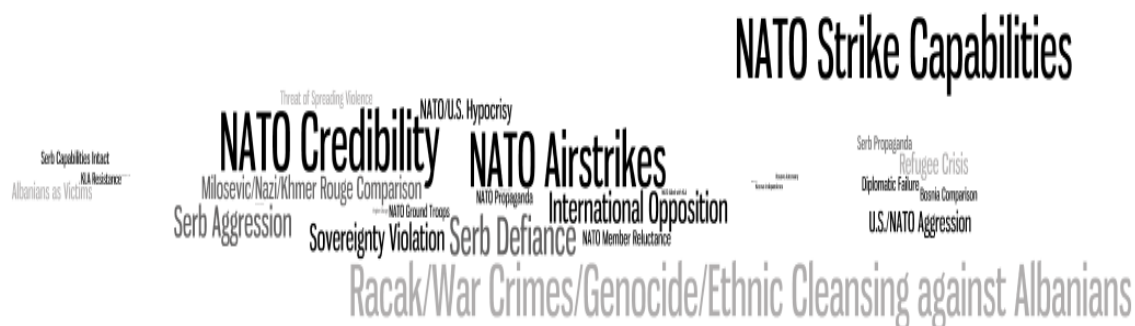 NATO Strike Capabilities
Threat of Spreading Violence
NATO/U.S. Hypocrisy
NATO Credibility
NATO Airstrikes
Serb Propaganda
Serb Capabilities Intact
Refugee Crisis
KLA Resistance
Diplomatic Failure
Albanians as Victims
Milosevic/Nazi/Khmer Rouge Comparison
NATO Propaganda
Bosnia Comparison
NATO Ground Troops
International Opposition
Serb Aggression
U.S./NATO Aggression
Sovereignty Violation
Serb Defiance
NATO Member Reluctance
Racak/War Crimes/Genocide/Ethnic Cleansing against Albanians